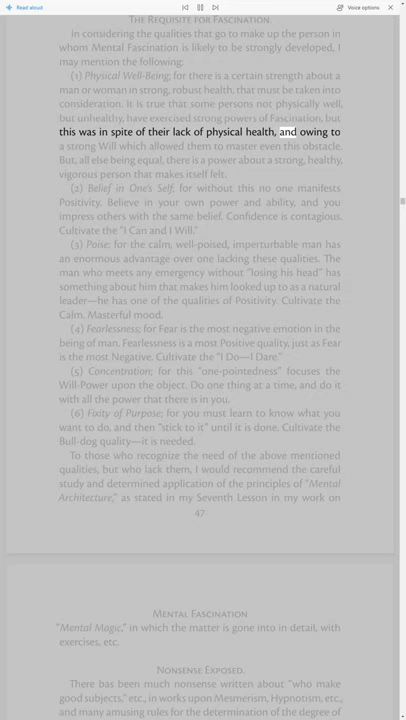 Read aloud
Voice options
The Requisite for Fascination.
In considering the qualities that go to make up the person in
whom Mental Fascination is likely to be strongly developed, I
may mention the following:
(1) Physical Well-Being; for there is a certain strength about a
man or woman in strong, robust health, that must be taken into
consideration. It is true that some persons not physically well,
but unhealthy, have exercised strong powers of Fascination, but
this was in spite of their lack of physical health, and owing to
a strong Will which allowed them to master even this obstacle.
But, all else being equal, there is a power about a strong, healthy,
vigorous person that makes itself felt.
(2) Belief in One's Self, for without this no one manifests
Positivity. Believe in your own power and ability, and you
impress others with the same belief. Confidence is contagious.
Cultivate the "I Can and I Will."
(3) Poise; for the calm, well-poised, imperturbable man has
an enormous advantage over one lacking these qualities. The
man who meets any emergency without "losing his head" has
something about him that makes him looked up to as a natural
leader—he has one of the qualities of Positivity. Cultivate the
Calm. Masterful mood.
(4) Fearlessness; for Fear is the most negative emotion in the
being of man. Fearlessness is a most Positive quality, just as Fear
is the most Negative. Cultivate the "I Do—I Dare."
(5) Concentration; for this "one-pointedness" focuses the
Will-Power upon the object. Do one thing at a time, and do it
with all the power that there is in you.
(6) Fixity of Purpose; for you must learn to know what you
want to do, and then "stick to it" until it is done. Cultivate the
Bull-dog quality—it is needed.
To those who recognize the need of the above mentioned
qualities, but who lack them, I would recommend the careful
study and determined application of the principles of "Mental
Architecture," as stated in my Seventh Lesson in my work on
47
Mental Fascination
"Mental Magic," in which the matter is gone into in detail, with
exercises, etc.
Nonsense Exposed.
There has been much nonsense written about "who make
good subjects," etc., in works upon Mesmerism, Hypnotism, etc.,
and many amusing rules for the determination of the degree of